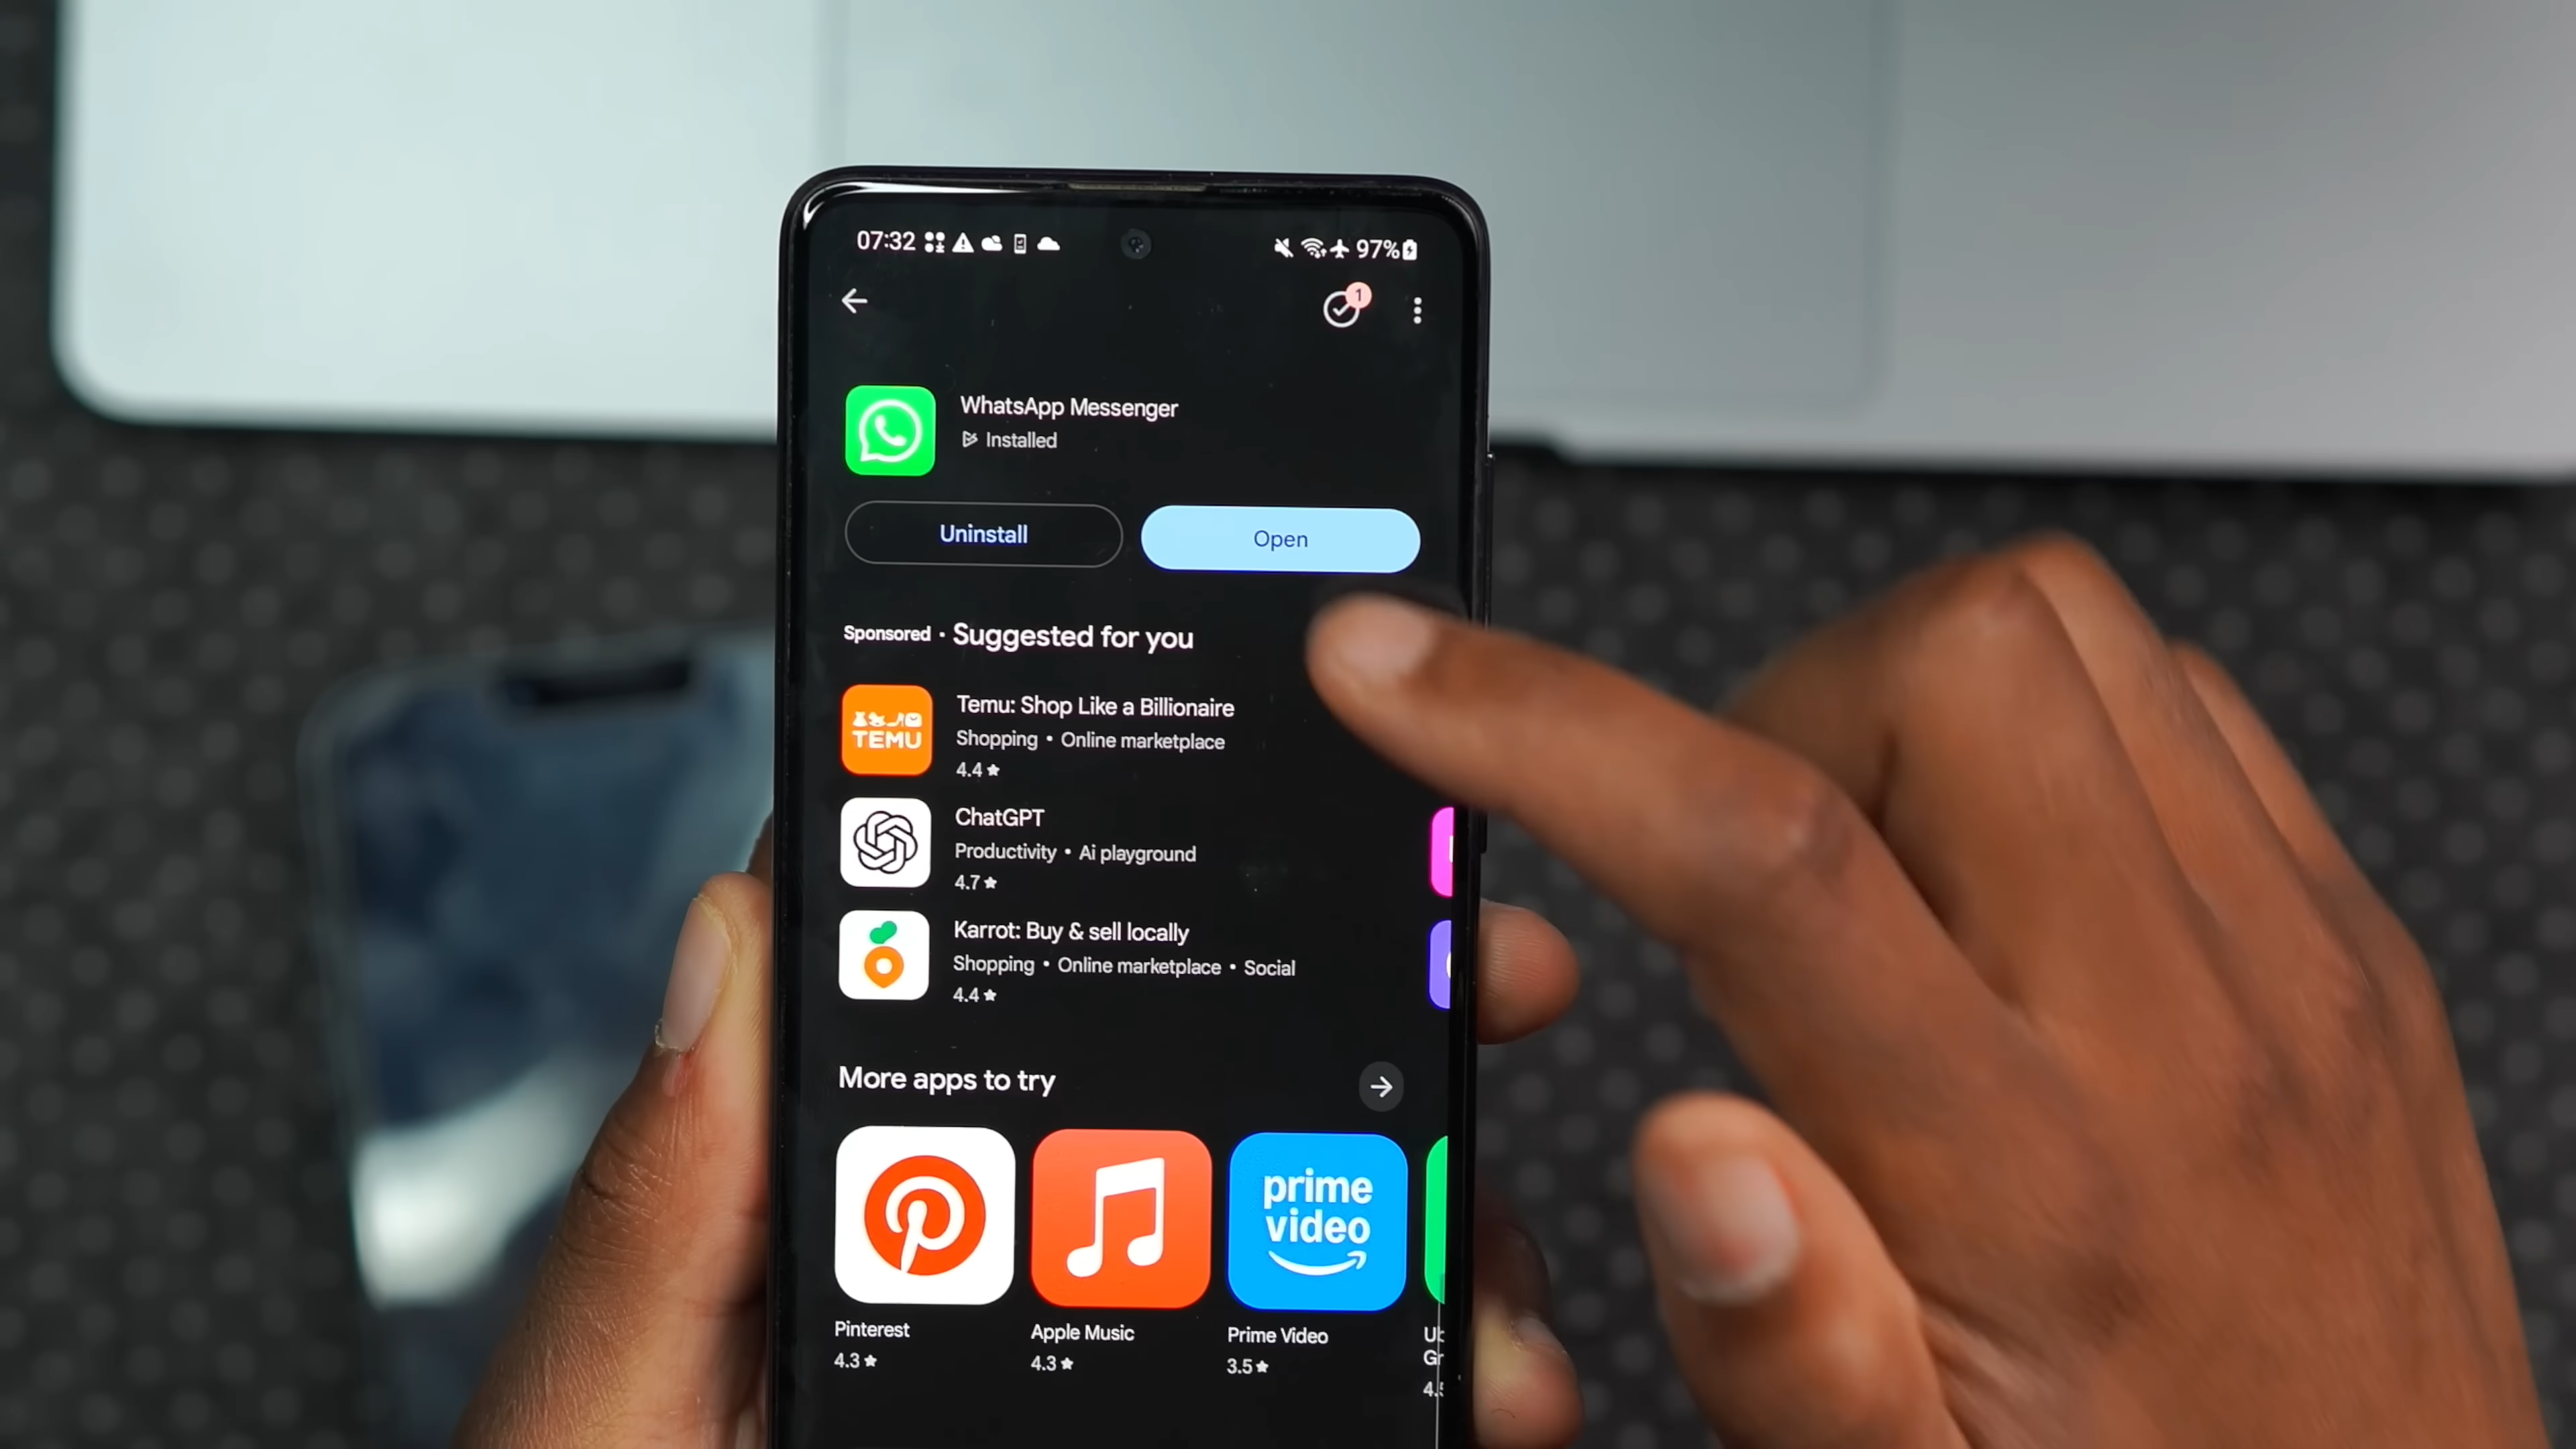 07:32
97%
1
WhatsApp Messenger
Installed
Uninstall
Open
Sponsored • Suggested for you
TEMU
Temu: Shop Like a Billionaire
Shopping • Online marketplace
4.4 ★
ChatGPT
Productivity • Ai playground
4.7 ★
Karrot: Buy & sell locally
Shopping • Online marketplace • Social
4.4 ★
More apps to try
prime
video
Pinterest
4.3 ★
Apple Music
4.3 ★
Prime Video
3.5 ★